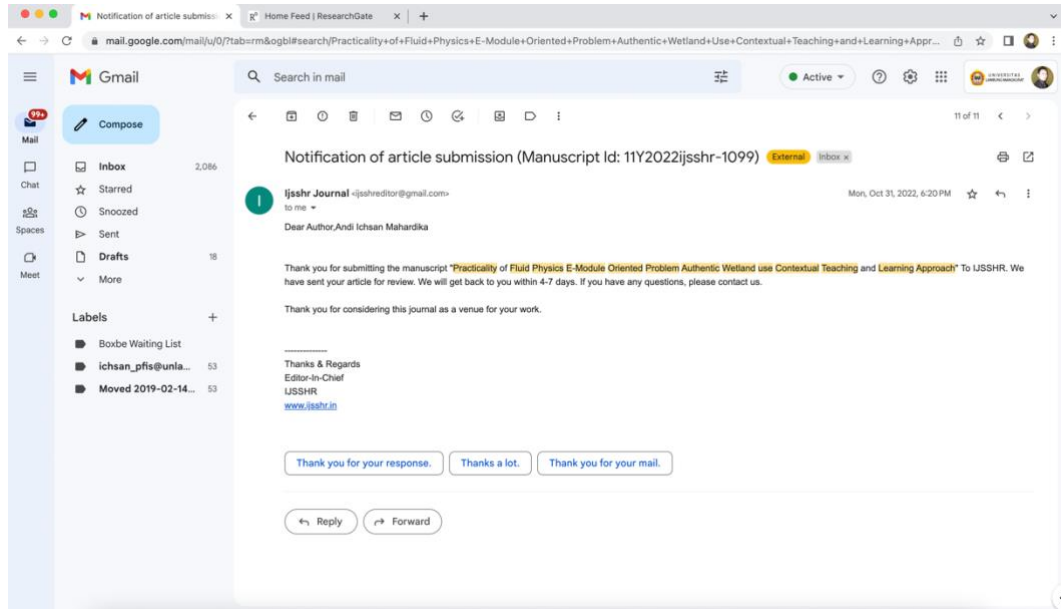 Notification of article submiss
Home Feed | ResearchGate
mail.google.com/mail/u/0/?tab=rm&ogbl#search/Practicality+of+Fluid+Physics+E-Module+Oriented+Problem+Authentic+Wetland+Use+Contextual+Teaching+and+Learning+Appr...
Gmail
Search in mail
Active
UNIVERSITAS
LAMBUNG MANGKURAT
99+
Mail
Compose
11 of 11
Chat
Spaces
Meet
Inbox 2,086
Starred
Snoozed
Sent
Drafts 18
More
Labels
Boxbe Waiting List
ichsan_pfis@unla... 53
Moved 2019-02-14... 53
Notification of article submission (Manuscript Id: 11Y2022ijsshr-1099) External Inbox x
Ijsshr Journal <ijsshreditor@gmail.com> Mon, Oct 31, 2022, 6:20 PM
to me
Dear Author,Andi Ichsan Mahardika
Thank you for submitting the manuscript "Practicality of Fluid Physics E-Module Oriented Problem Authentic Wetland use Contextual Teaching and Learning Approach" To IJSSHR. We
have sent your article for review. We will get back to you within 4-7 days. If you have any questions, please contact us.
Thank you for considering this journal as a venue for your work.
--------------
Thanks & Regards
Editor-In-Chief
IJSSHR
www.ijsshr.in
Thank you for your response. Thanks a lot. Thank you for your mail.
Reply Forward